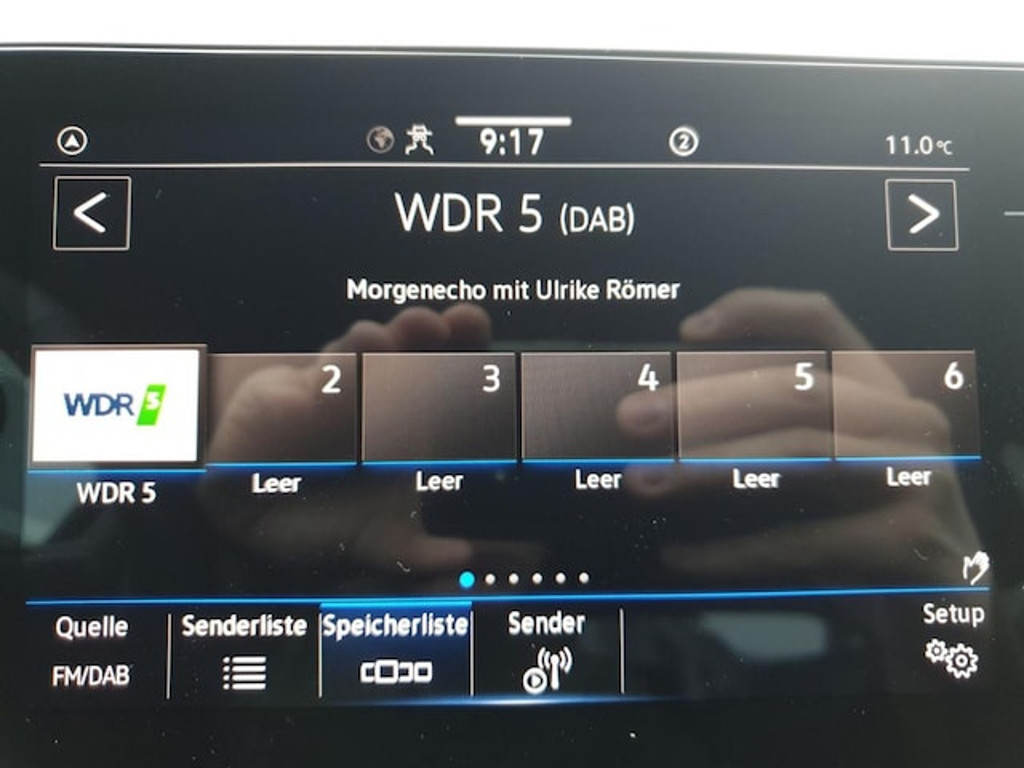 9:17
2
11.0°C
<
WDR 5 (DAB)
>
Morgenecho mit Ulrike Römer
WDR 5
2
3
4
5
6
WDR 5
Leer
Leer
Leer
Leer
Leer
Quelle
FM/DAB
Senderliste
Speicherliste
Sender
Setup